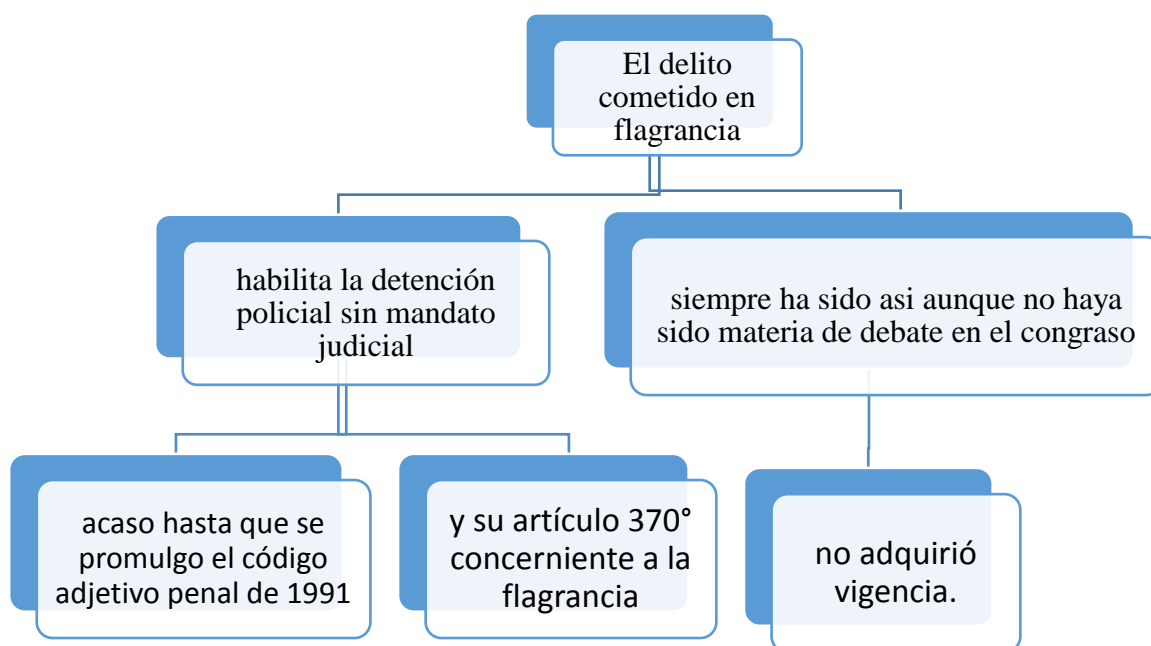 El delito
cometido en
flagrancia
habilita la detención
policial sin mandato
judicial
siempre ha sido asi aunque no haya
sido materia de debate en el congraso
acaso hasta que se
promulgo el código
adjetivo penal de 1991
y su artículo 370°
concerniente a la
flagrancia
no adquirió
vigencia.